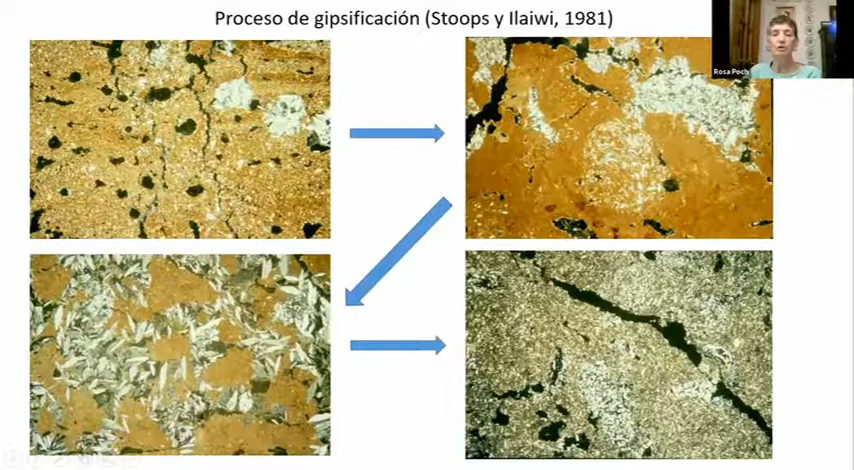 Proceso de gipsificación (Stoops y Ilaiwi, 1981)
Rosa Poch